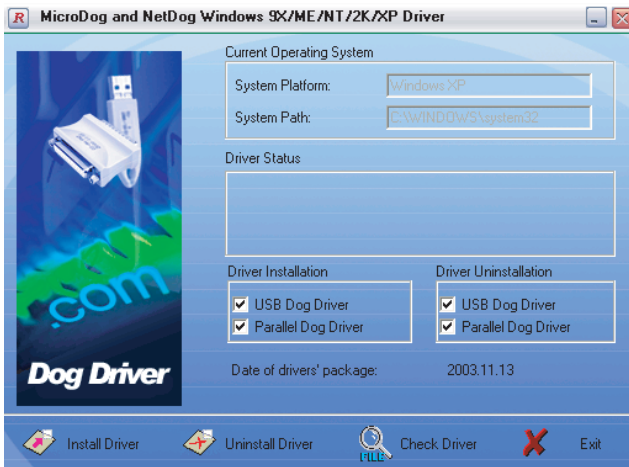 R MicroDog and NetDog Windows 9X/ME/NT/2K/XP Driver
Current Operating System
System Platform: Windows XP
System Path: C:\WINDOWS\system32
Driver Status
Driver Installation
USB Dog Driver
Parallel Dog Driver
Driver Uninstallation
USB Dog Driver
Parallel Dog Driver
Date of drivers' package: 2003.11.13
.com
Dog Driver
Install Driver Uninstall Driver FILE Check Driver Exit